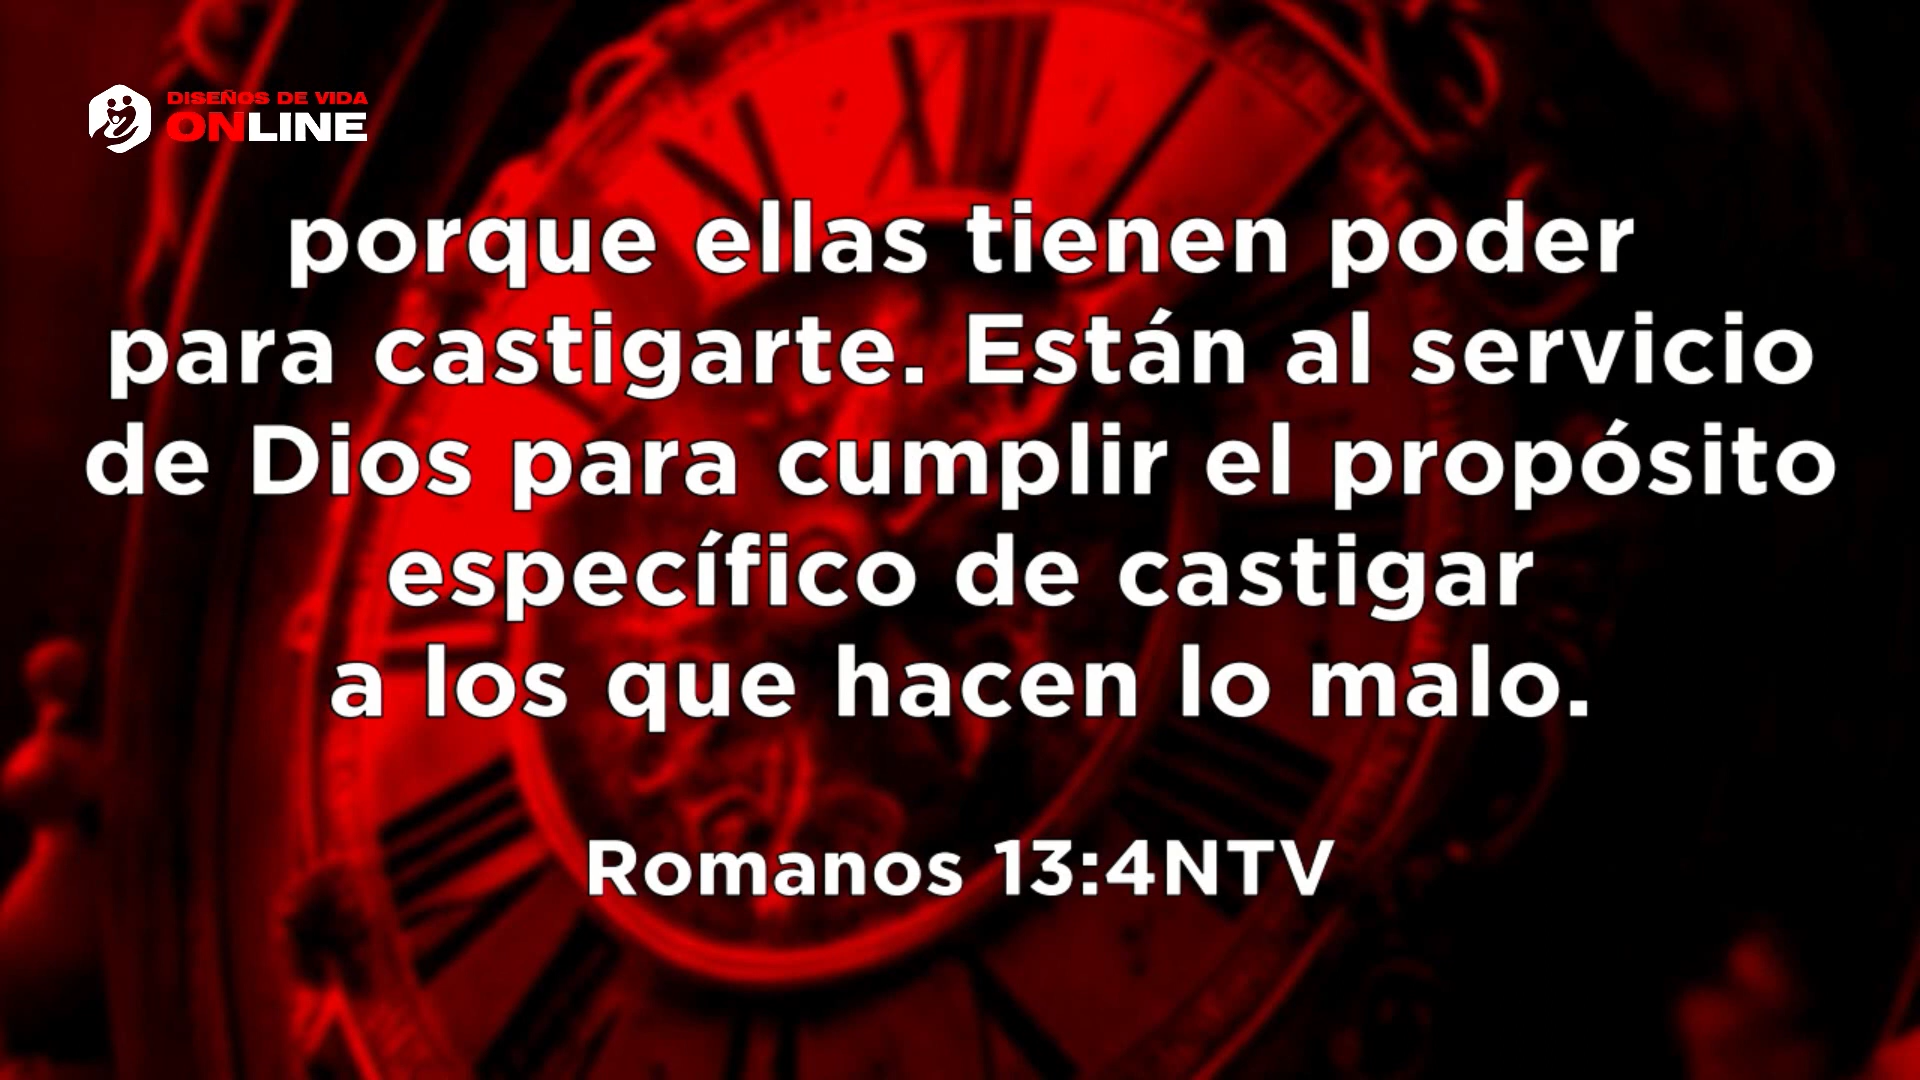 DISEÑOS DE VIDA
ONLINE
porque ellas tienen poder
para castigarte. Están al servicio
de Dios para cumplir el propósito
específico de castigar
a los que hacen lo malo.
Romanos 13:4NTV